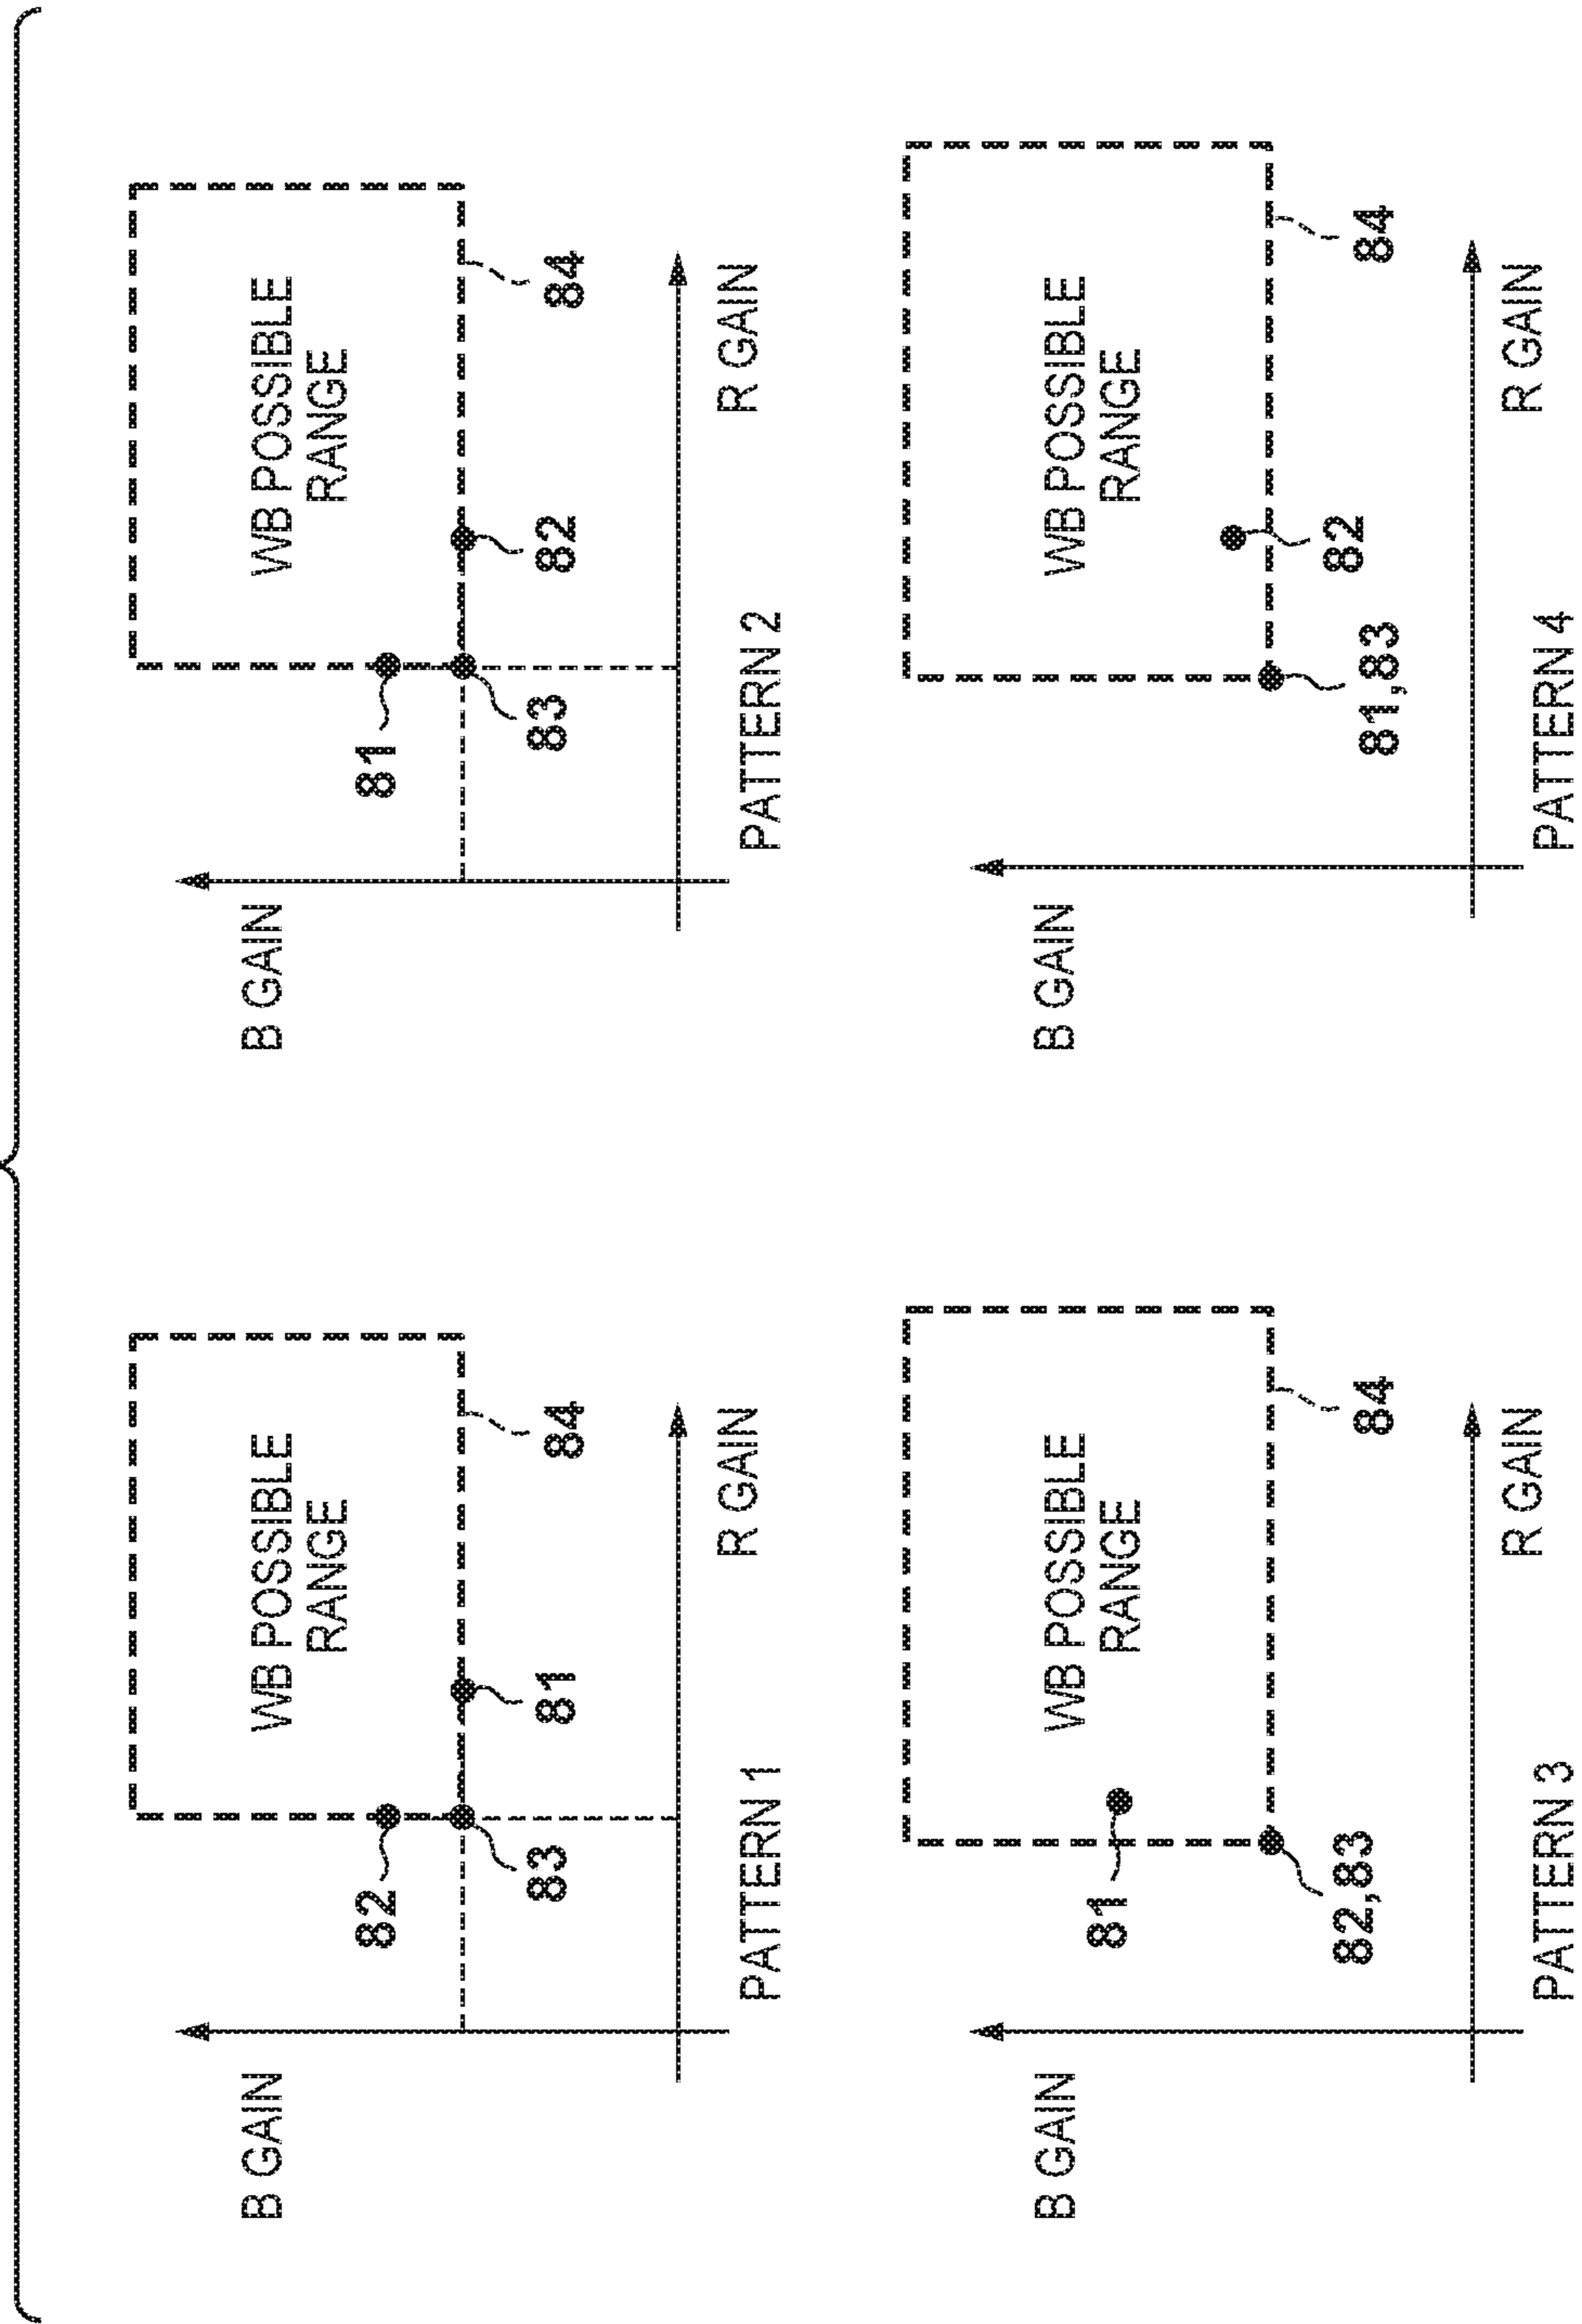 B GAIN
WB POSSIBLE
RANGE
82
83
81
84
R GAIN
PATTERN 1
B GAIN
WB POSSIBLE
RANGE
81
83
82
84
R GAIN
PATTERN 2
B GAIN
WB POSSIBLE
RANGE
81
82,83
84
R GAIN
PATTERN 3
B GAIN
WB POSSIBLE
RANGE
82
81,83
84
R GAIN
PATTERN 4